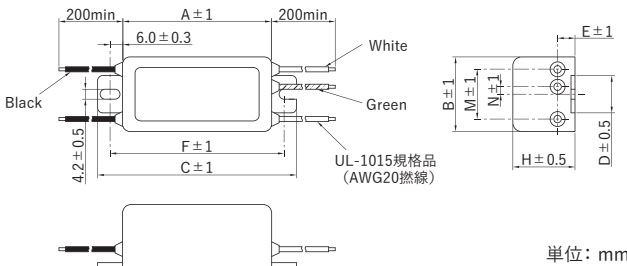 200min
A±1
200min
6.0±0.3
White
Black
Green
4.2±0.5
F±1
C±1
UL-1015規格品
（AWG20撚線）
E±1
B±1
M±1
N±1
D±0.5
H±0.5
単位：mm